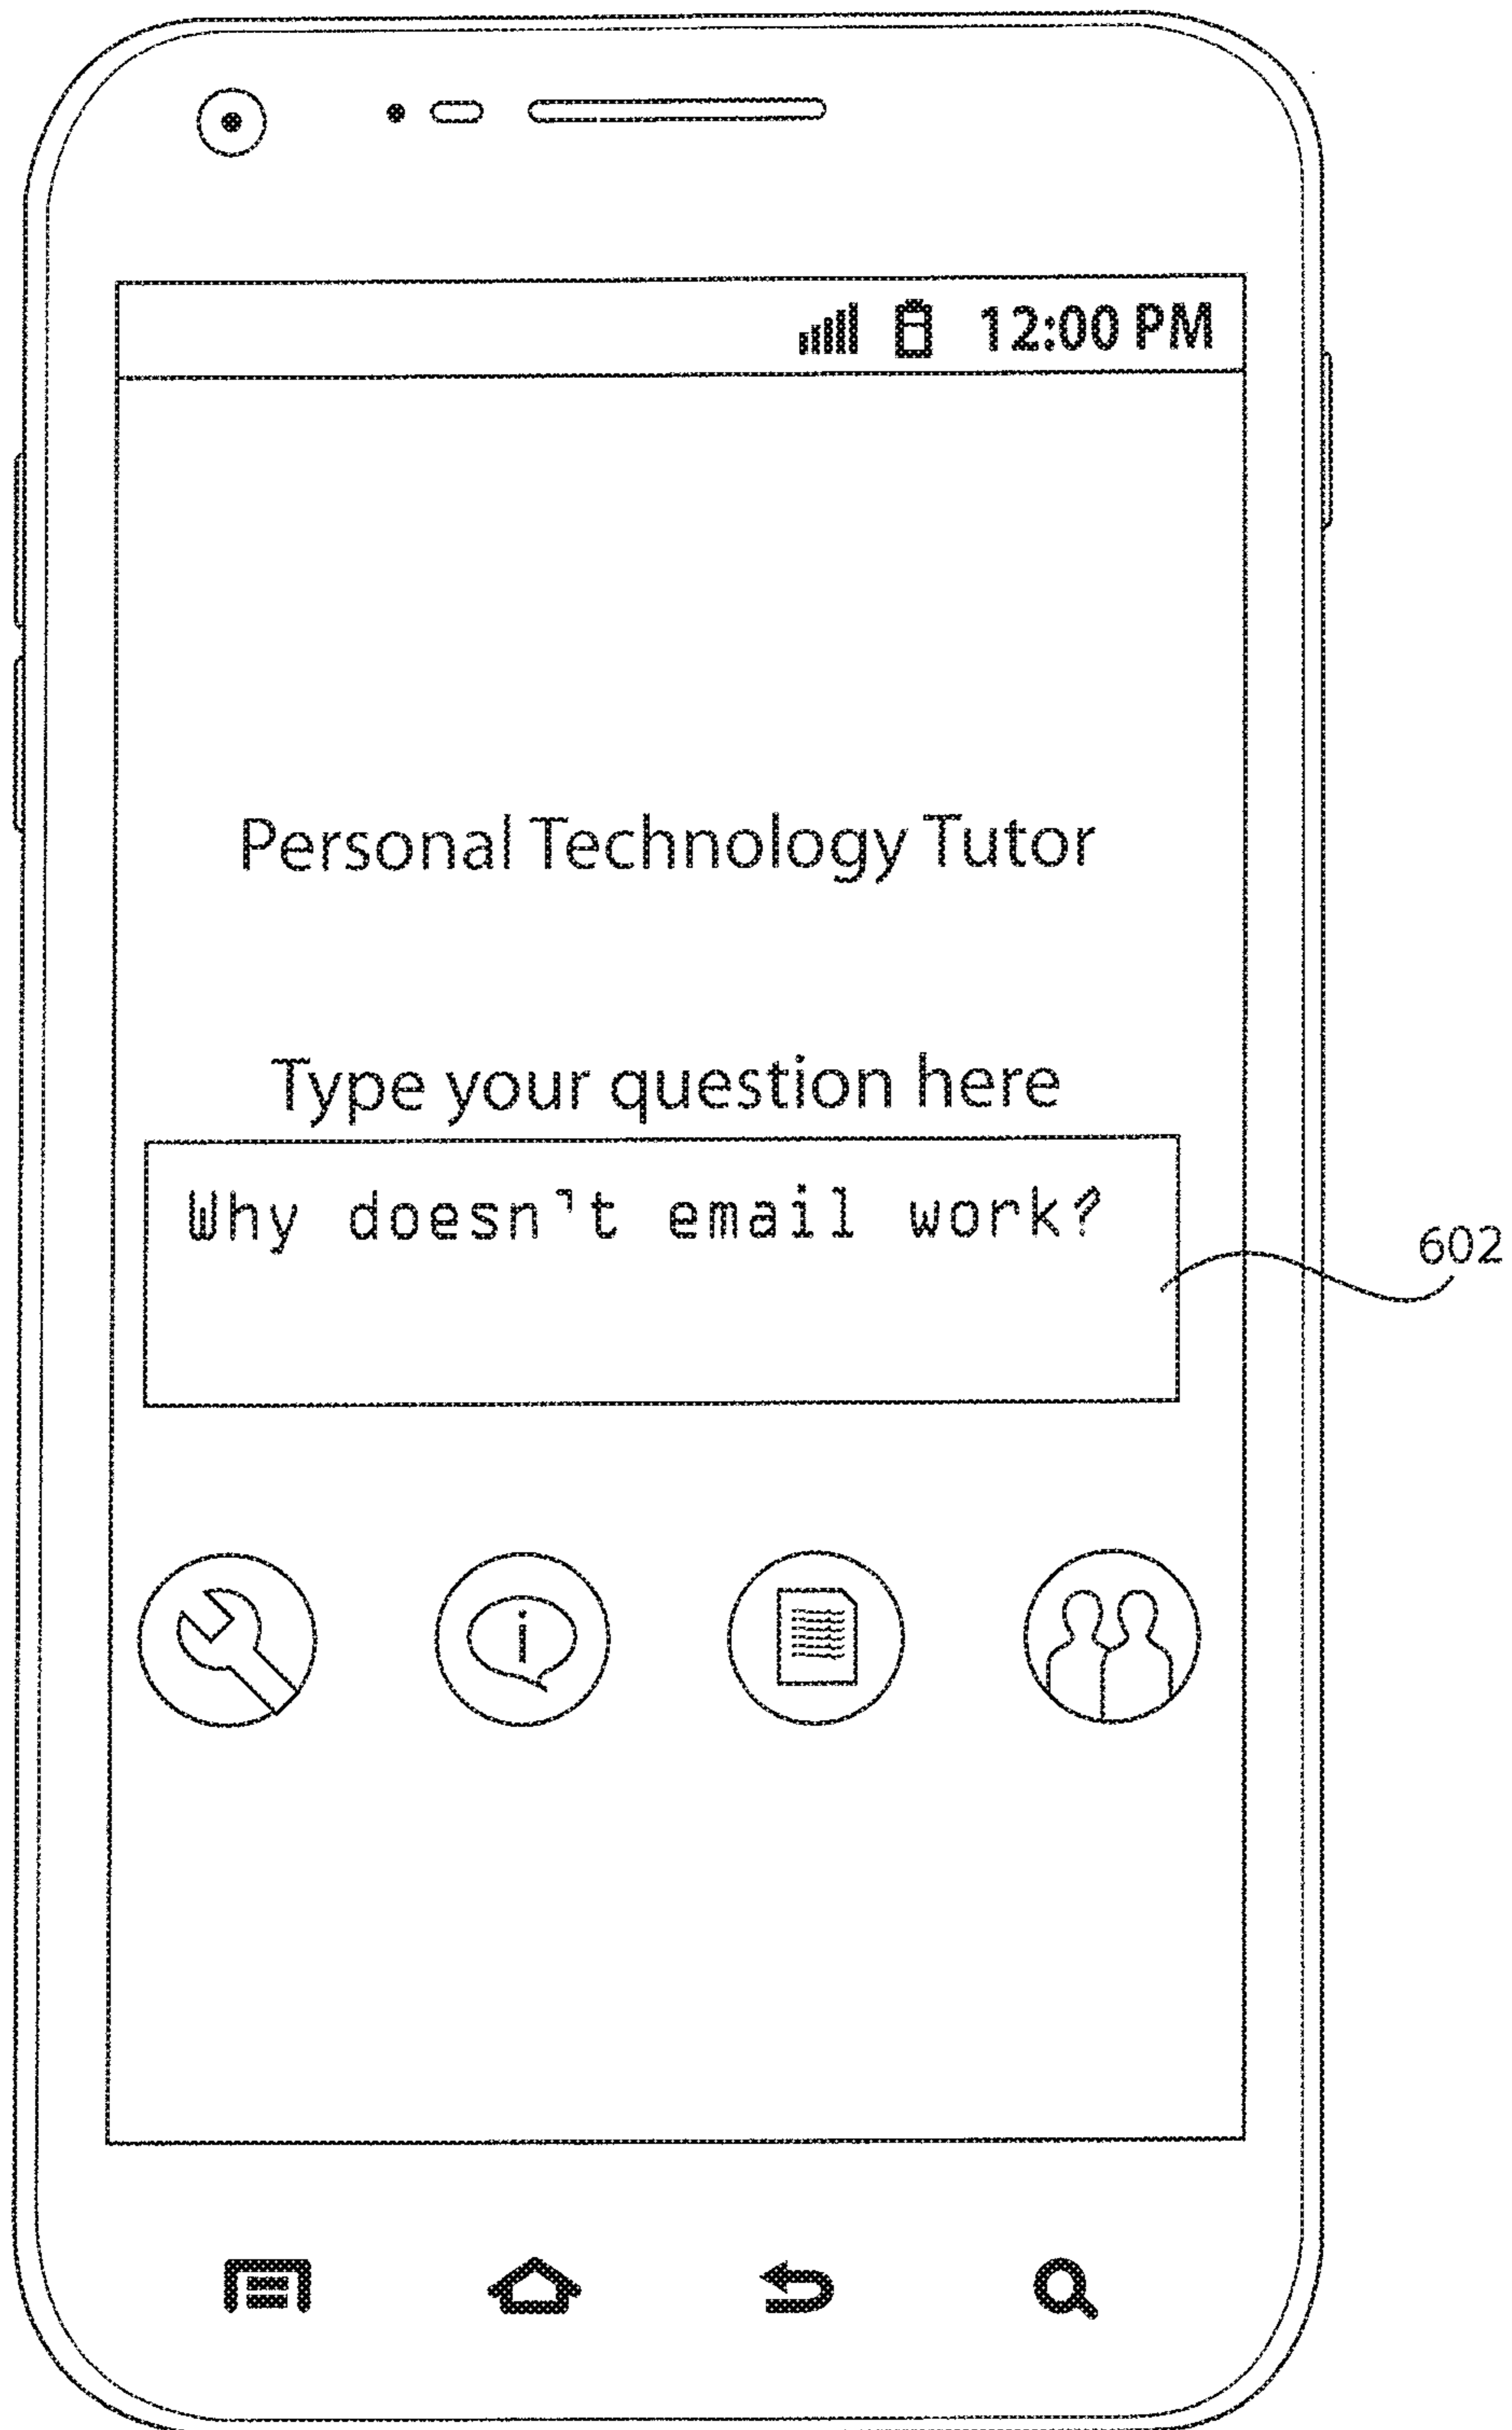 12:00 PM
Personal Technology Tutor
Type your question here
Why doesn't email work?
602
i